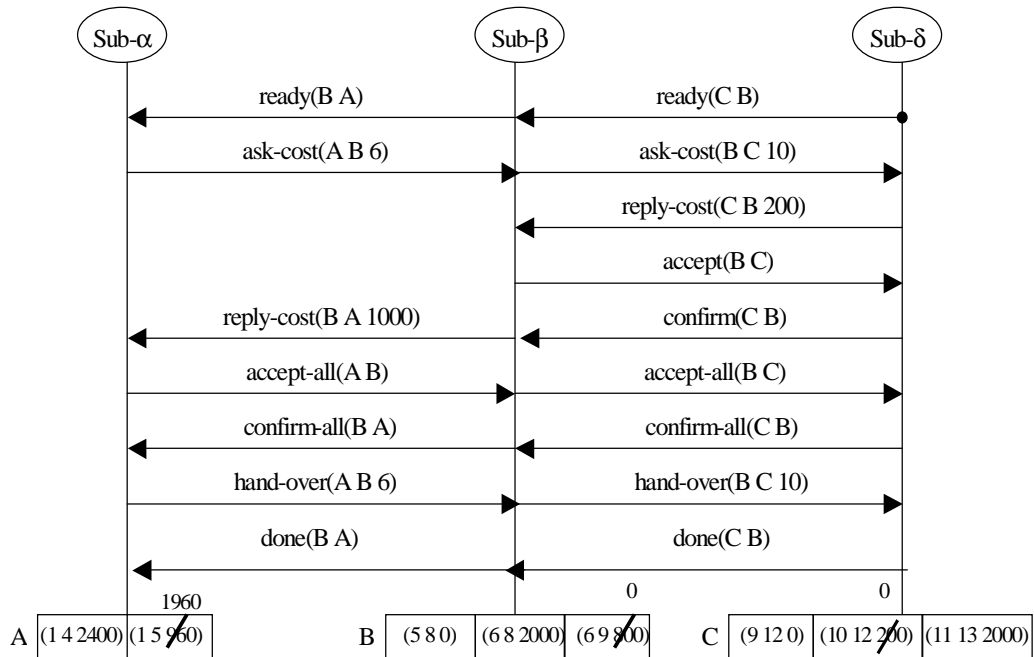 Sub-α Sub-β Sub-δ
ready(B A) ready(C B)
ask-cost(A B 6) ask-cost(B C 10)
reply-cost(C B 200)
accept(B C)
reply-cost(B A 1000) confirm(C B)
accept-all(A B) accept-all(B C)
confirm-all(B A) confirm-all(C B)
hand-over(A B 6) hand-over(B C 10)
done(B A) done(C B)
1960 0 0
A (1 4 2400) (1 5 960) B (5 8 0) (6 8 2000) (6 9 800) C (9 12 0) (10 12 200) (11 13 2000)